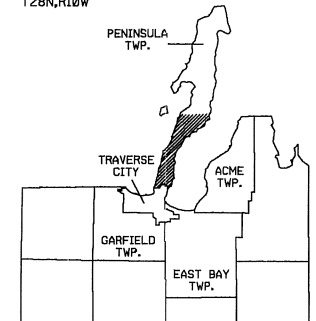 T28N,R10W
PENINSULA
TWP.
TRAVERSE
CITY
ACME
TWP.
GARFIELD
TWP.
EAST BAY
TWP.